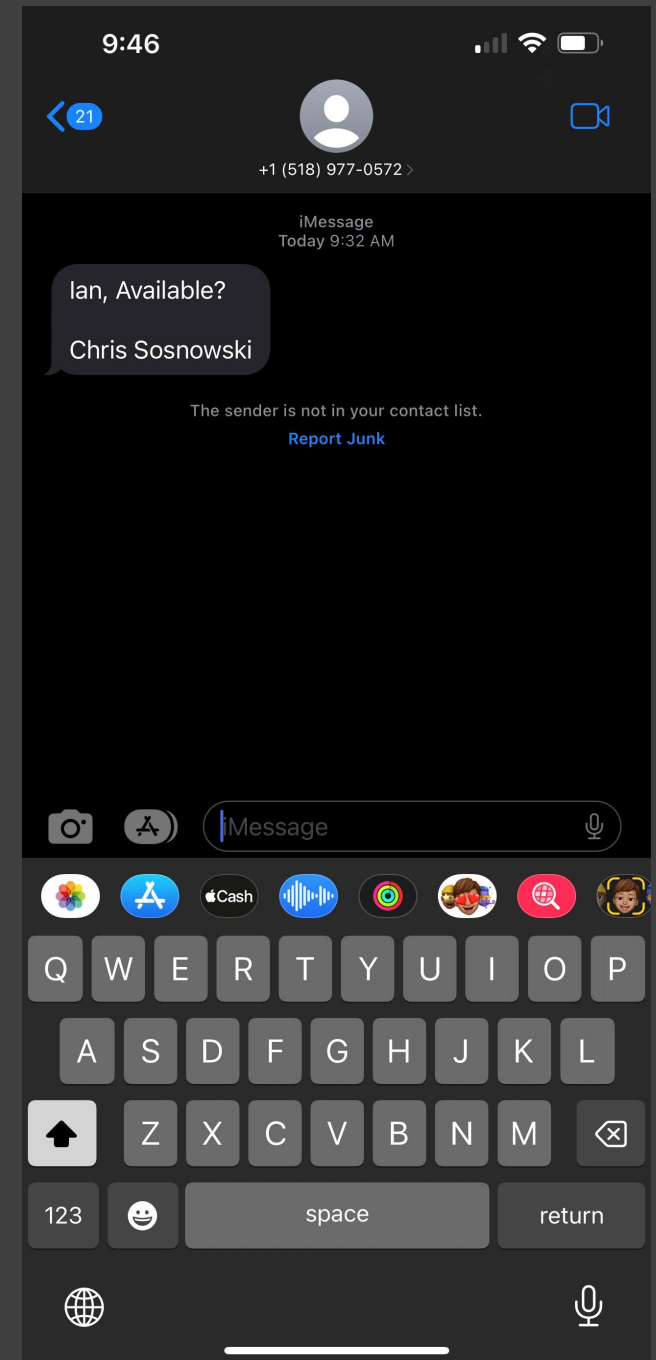 9:46
21
+1 (518) 977-0572
iMessage
Today 9:32 AM
Ian, Available?
Chris Sosnowski
The sender is not in your contact list.
Report Junk
iMessage
Cash
Q W E R T Y U I O P
A S D F G H J K L
Z X C V B N M
123 space return